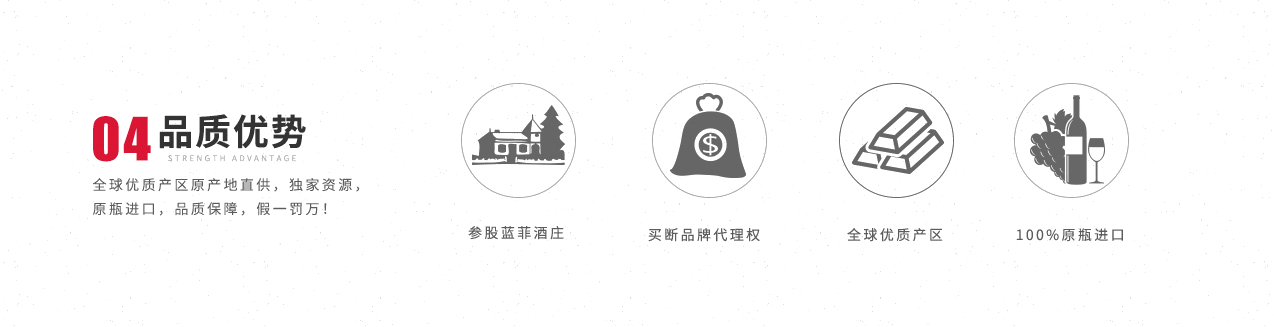 04 品质优势
STRENGTH ADVANTAGE
全球优质产区原产地直供，独家资源，
原瓶进口，品质保障，假一罚万！
参股蓝菲酒庄
买断品牌代理权
全球优质产区
100%原瓶进口